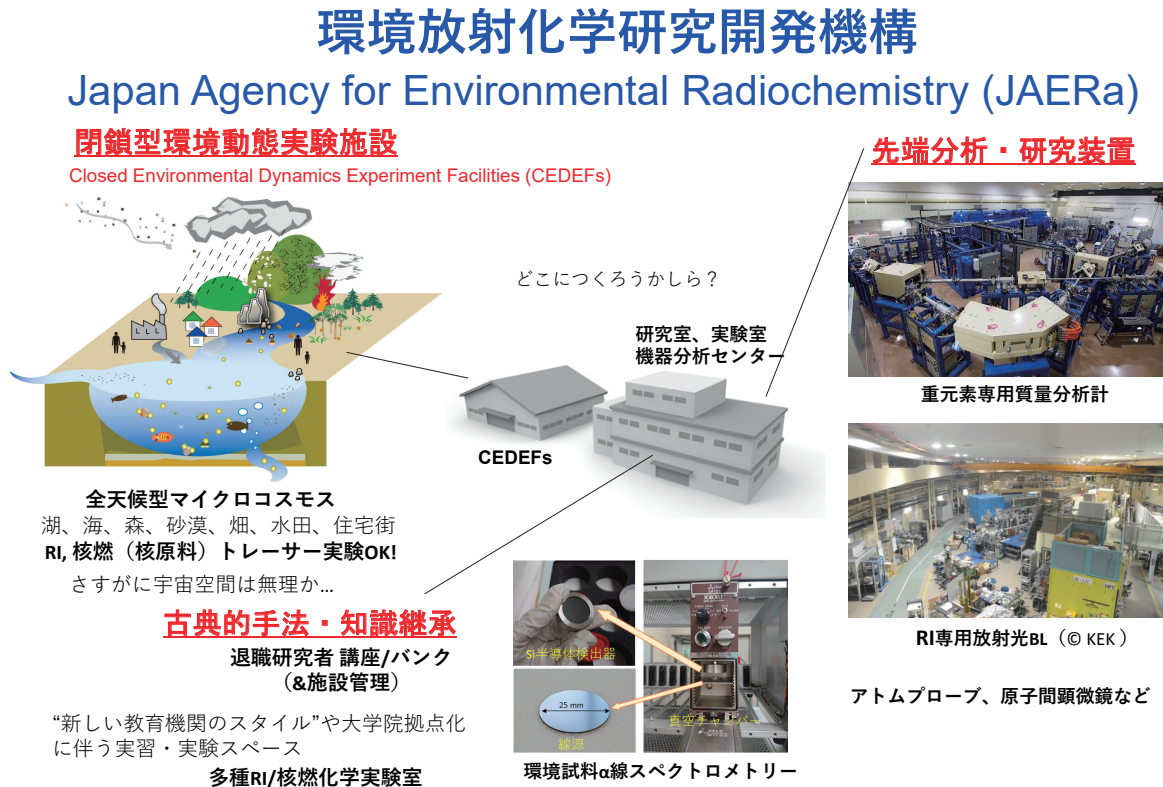 環境放射化学研究開発機構
Japan Agency for Environmental Radiochemistry (JAERa)
閉鎖型環境動態実験施設
Closed Environmental Dynamics Experiment Facilities (CEDEFs)
どこにつくろうかしら？
研究室、実験室
機器分析センター
CEDEFs
全天候型マイクロコスモス
湖、海、森、砂漠、畑、水田、住宅街
RI, 核燃（核原料）トレーサー実験OK!
さすがに宇宙空間は無理か...
古典的手法・知識継承
退職研究者 講座/バンク
（&施設管理）
“新しい教育機関のスタイル”や大学院拠点化
に伴う実習・実験スペース
多種RI/核燃化学実験室
Si半導体検出器
25 mm
線源
真空チャンバー
環境試料α線スペクトロメトリー
先端分析・研究装置
重元素専用質量分析計
RI専用放射光BL（© KEK ）
アトムプローブ、原子間顕微鏡など